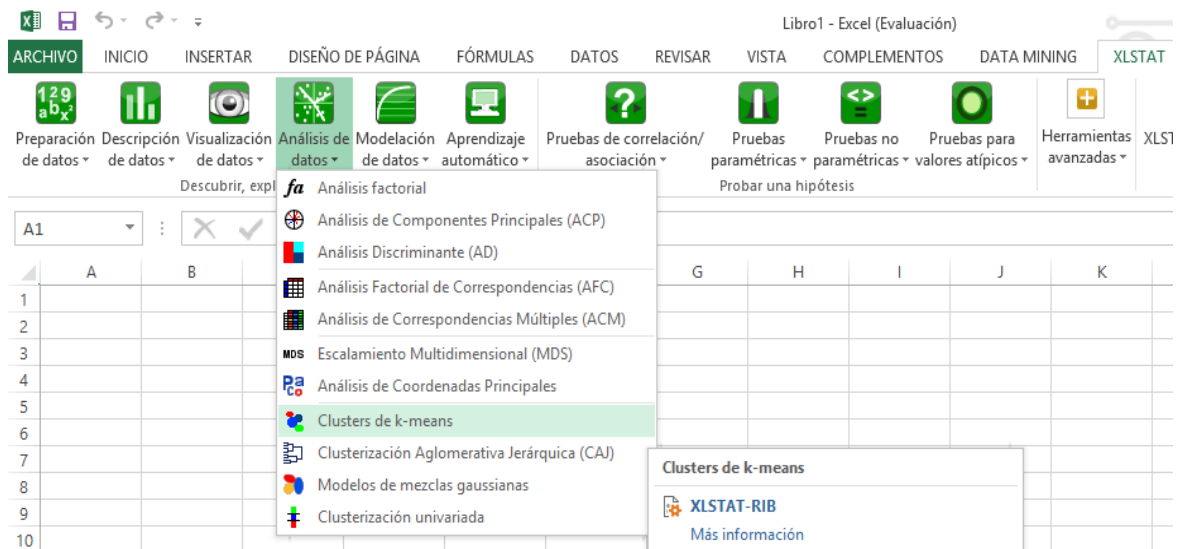 Libro1 - Excel (Evaluación)
ARCHIVO INICIO INSERTAR DISEÑO DE PÁGINA FÓRMULAS DATOS REVISAR VISTA COMPLEMENTOS DATA MINING XLSTAT
Preparación de datos
Descripción de datos
Visualización de datos
Análisis de datos
Modelación de datos
Aprendizaje automático
Pruebas de correlación/ asociación
Pruebas paramétricas
Pruebas no paramétricas
Pruebas para valores atípicos
Herramientas avanzadas
XLST
Descubrir, expl
Probar una hipótesis
A1
A B G H I J K
1
2
3
4
5
6
7
8
9
10
fa Análisis factorial
Análisis de Componentes Principales (ACP)
Análisis Discriminante (AD)
Análisis Factorial de Correspondencias (AFC)
Análisis de Correspondencias Múltiples (ACM)
MDS Escalamiento Multidimensional (MDS)
PaCo Análisis de Coordenadas Principales
Clusters de k-means
Clusterización Aglomerativa Jerárquica (CAJ)
Modelos de mezclas gaussianas
Clusterización univariada
Clusters de k-means
XLSTAT-RIB
Más información